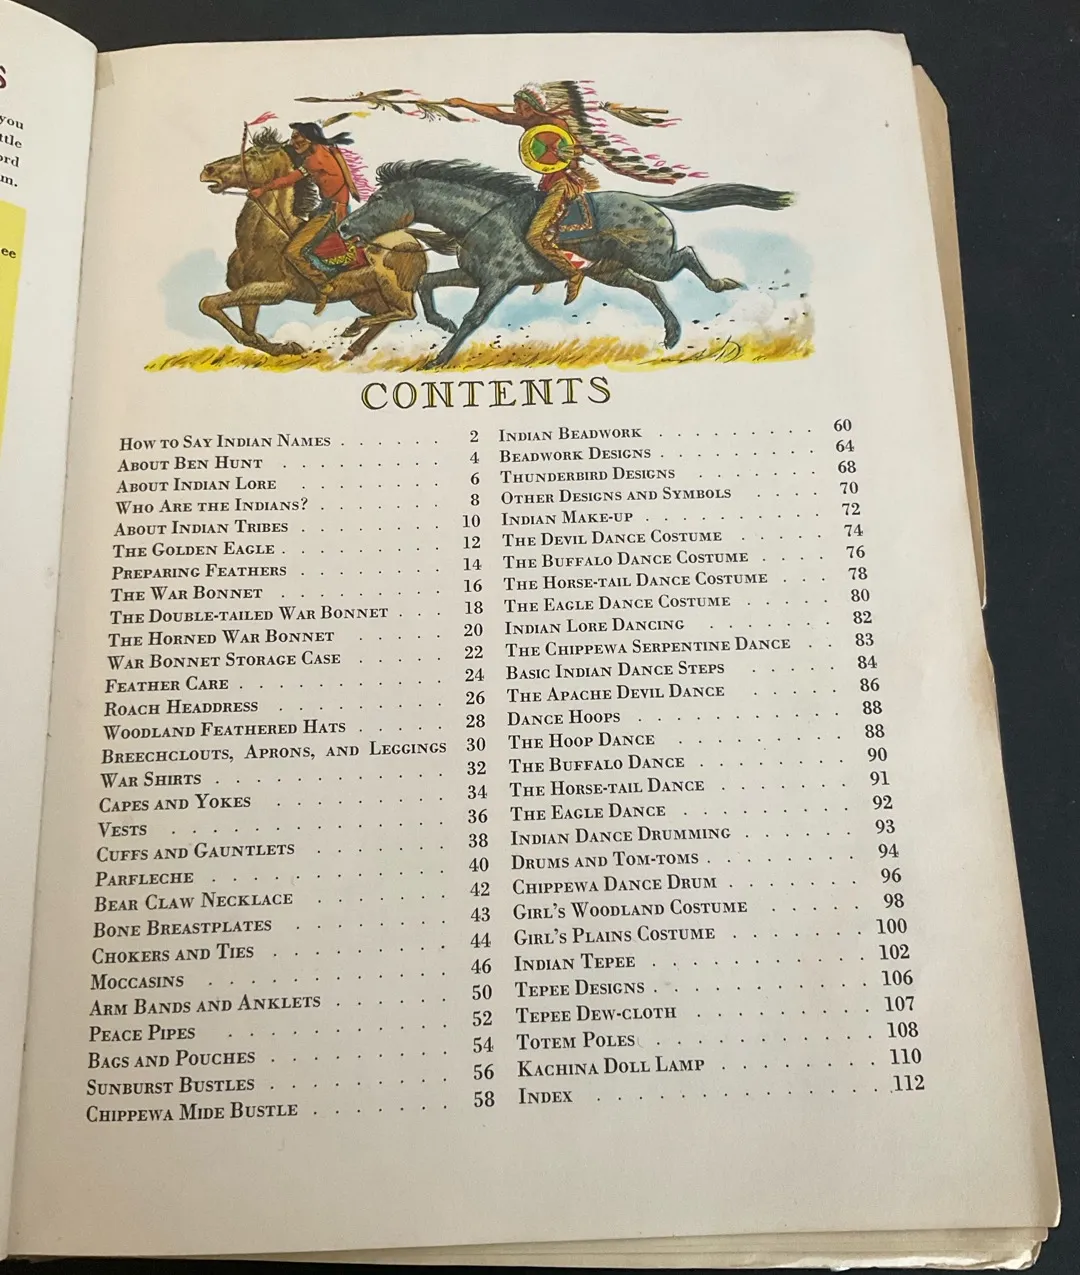 S
you
ttle
ord
m.
ee
CONTENTS
How to Say Indian Names . . . . . . 2
About Ben Hunt . . . . . . . . . 4
About Indian Lore . . . . . . . . 6
Who Are the Indians? . . . . . . . 8
About Indian Tribes . . . . . . . . 10
The Golden Eagle . . . . . . . . . 12
Preparing Feathers . . . . . . . . 14
The War Bonnet . . . . . . . . . 16
The Double-tailed War Bonnet . . . 18
The Horned War Bonnet . . . . . 20
War Bonnet Storage Case . . . . . 22
Feather Care . . . . . . . . . . . 24
Roach Headdress . . . . . . . . . 26
Woodland Feathered Hats . . . . . 28
Breechclouts, Aprons, and Leggings 30
War Shirts . . . . . . . . . . . . 32
Capes and Yokes . . . . . . . . . 34
Vests . . . . . . . . . . . . . . 36
Cuffs and Gauntlets . . . . . . . 38
Parfleche . . . . . . . . . . . . 40
Bear Claw Necklace . . . . . . . 42
Bone Breastplates . . . . . . . . 43
Chokers and Ties . . . . . . . . . 44
Moccasins . . . . . . . . . . . . 46
Arm Bands and Anklets . . . . . . 50
Peace Pipes . . . . . . . . . . . 52
Bags and Pouches . . . . . . . . . 54
Sunburst Bustles . . . . . . . . . 56
Chippewa Mide Bustle . . . . . . . 58
Indian Beadwork . . . . . . . . . 60
Beadwork Designs . . . . . . . . . 64
Thunderbird Designs . . . . . . . 68
Other Designs and Symbols . . . . 70
Indian Make-up . . . . . . . . . . 72
The Devil Dance Costume . . . . . 74
The Buffalo Dance Costume . . . . 76
The Horse-tail Dance Costume . . . 78
The Eagle Dance Costume . . . . . 80
Indian Lore Dancing . . . . . . . 82
The Chippewa Serpentine Dance . . 83
Basic Indian Dance Steps . . . . . 84
The Apache Devil Dance . . . . . 86
Dance Hoops . . . . . . . . . . . 88
The Hoop Dance . . . . . . . . . 88
The Buffalo Dance . . . . . . . . 90
The Horse-tail Dance . . . . . . . 91
The Eagle Dance . . . . . . . . . 92
Indian Dance Drumming . . . . . . 93
Drums and Tom-toms . . . . . . . . 94
Chippewa Dance Drum . . . . . . . 96
Girl's Woodland Costume . . . . . 98
Girl's Plains Costume . . . . . . . 100
Indian Tepee . . . . . . . . . . . 102
Tepee Designs . . . . . . . . . . . 106
Tepee Dew-cloth . . . . . . . . . 107
Totem Poles . . . . . . . . . . . 108
Kachina Doll Lamp . . . . . . . . 110
Index . . . . . . . . . . . . . . 112